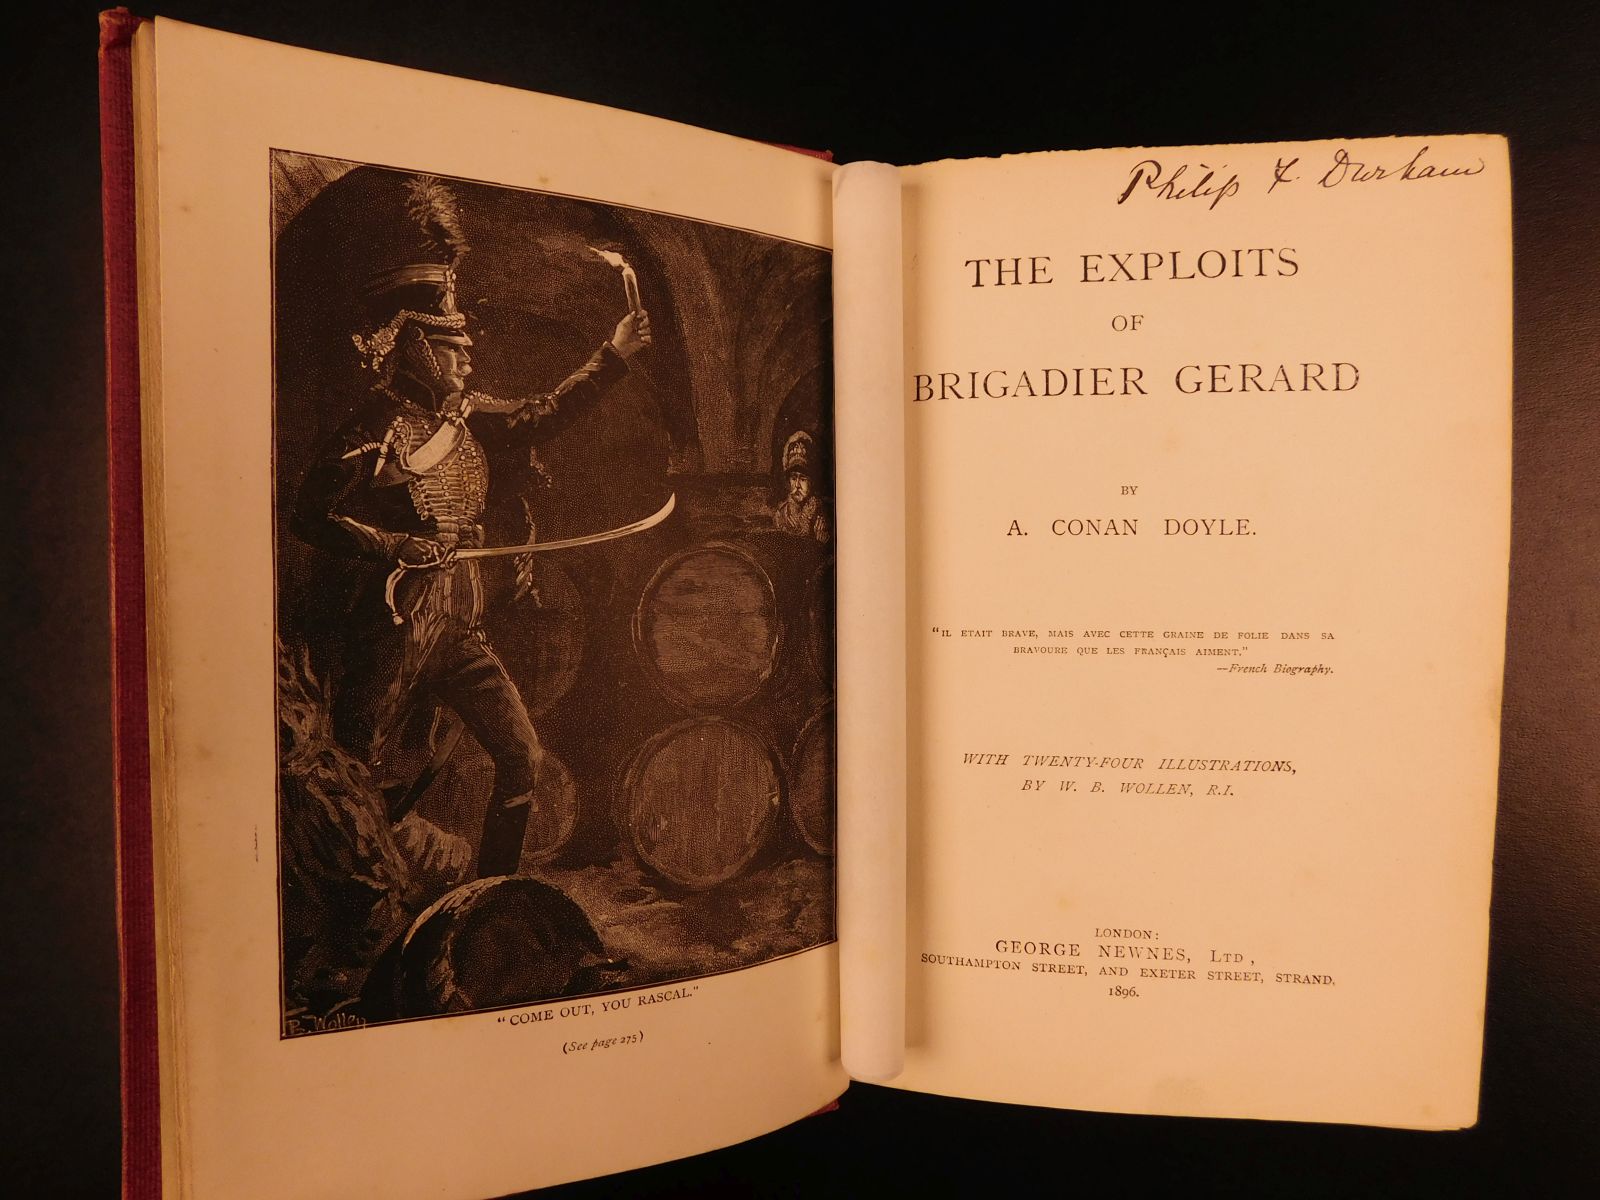 B. Wollen
"COME OUT, YOU RASCAL."
(See page 275)
Philip F. Durham
THE EXPLOITS
OF
BRIGADIER GERARD
BY
A. CONAN DOYLE.
"IL ETAIT BRAVE, MAIS AVEC CETTE GRAINE DE FOLIE DANS SA
BRAVOURE QUE LES FRANÇAIS AIMENT."
—French Biography.
WITH TWENTY-FOUR ILLUSTRATIONS,
BY W. B. WOLLEN, R.I.
LONDON:
GEORGE NEWNES, LTD,
SOUTHAMPTON STREET, AND EXETER STREET, STRAND.
1896.